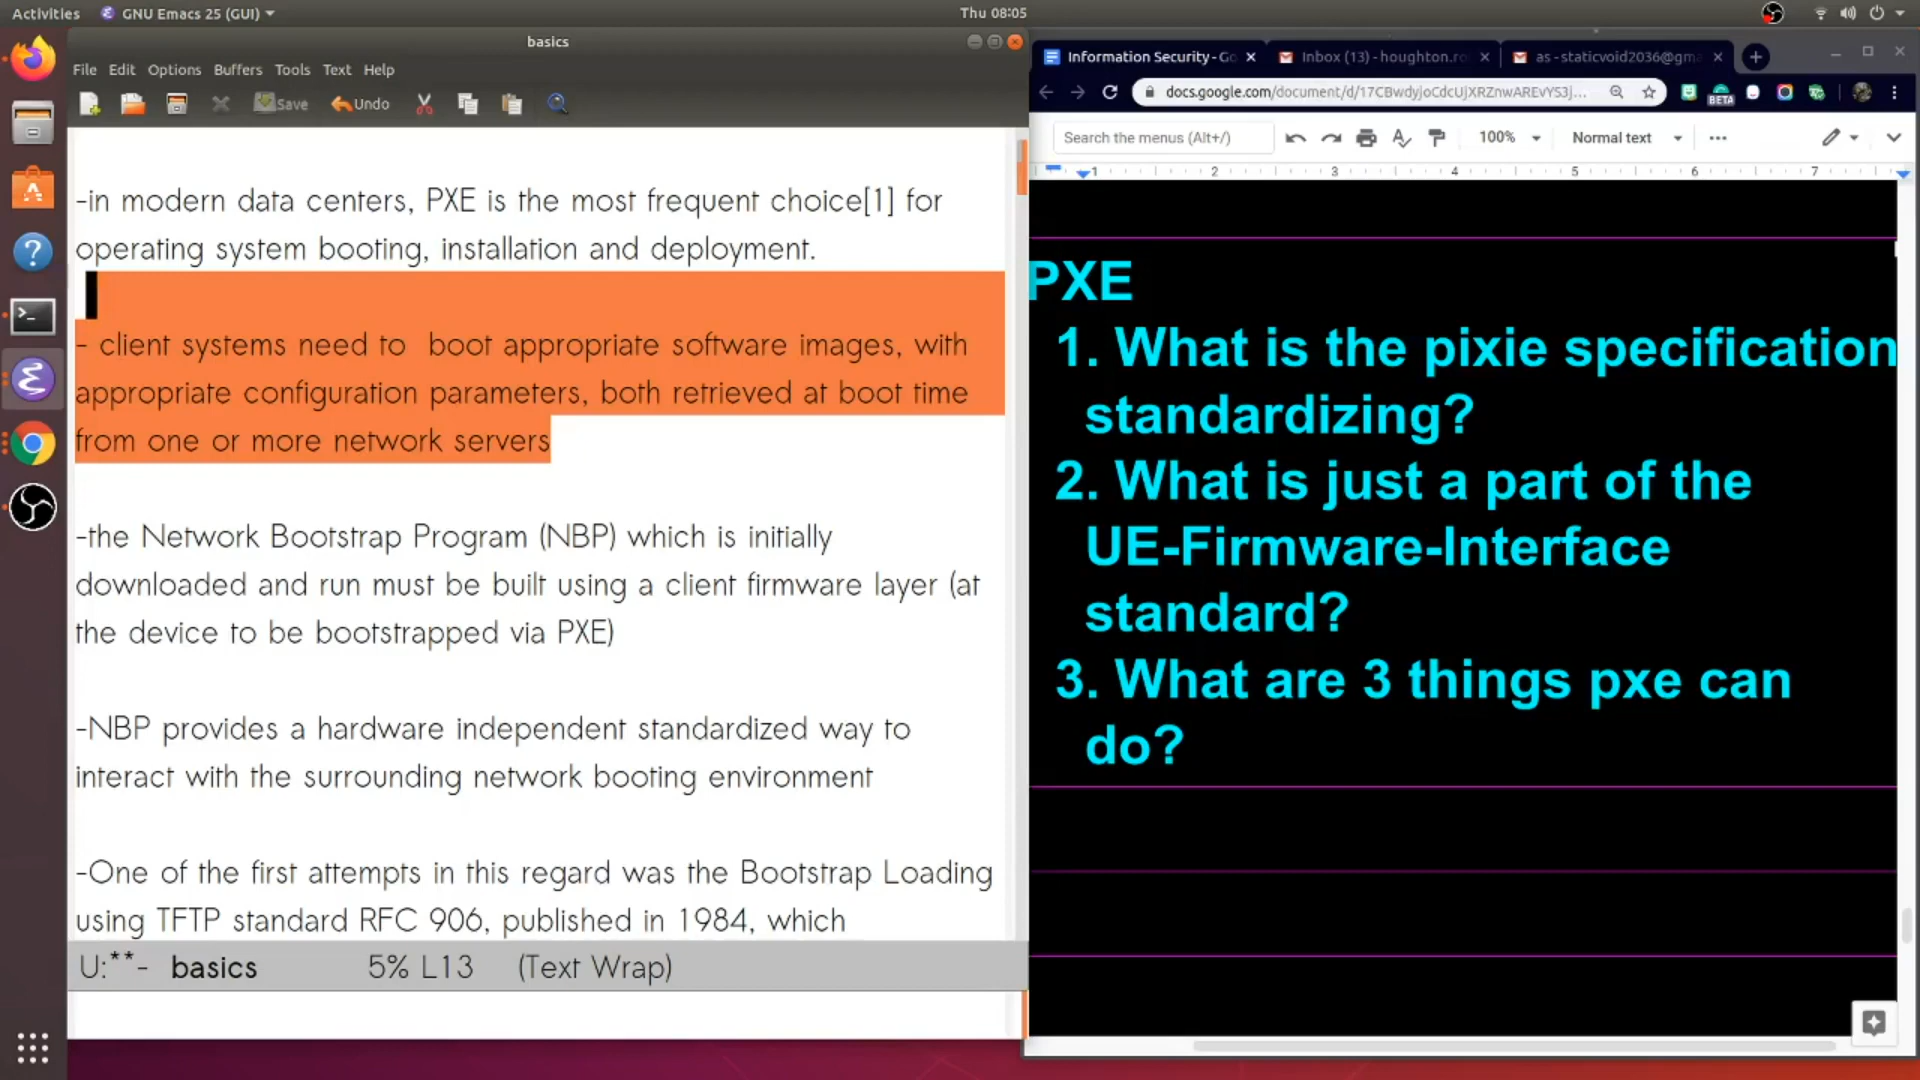 Activities
GNU Emacs 25 (GUI)
Thu 08:05
basics
File Edit Options Buffers Tools Text Help
Save
Undo
-in modern data centers, PXE is the most frequent choice[1] for
operating system booting, installation and deployment.
- client systems need to  boot appropriate software images, with
appropriate configuration parameters, both retrieved at boot time
from one or more network servers
-the Network Bootstrap Program (NBP) which is initially
downloaded and run must be built using a client firmware layer (at
the device to be bootstrapped via PXE)
-NBP provides a hardware independent standardized way to
interact with the surrounding network booting environment
-One of the first attempts in this regard was the Bootstrap Loading
using TFTP standard RFC 906, published in 1984, which
U:**-  basics  5% L13  (Text Wrap)
Information Security - Go
Inbox (13) - houghton.ro
as - staticvoid2036@gma
docs.google.com/document/d/17CBwdyjoCdcUjXRZnwAREvYS3j...
BETA
Search the menus (Alt+/)
100%
Normal text
1 2 3 4 5 6 7
PXE
1. What is the pixie specification
standardizing?
2. What is just a part of the
UE-Firmware-Interface
standard?
3. What are 3 things pxe can
do?